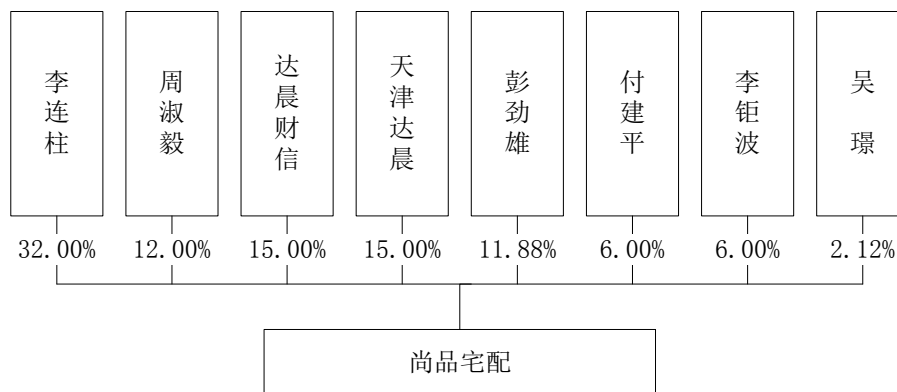 李连柱
周淑毅
达晨财信
天津达晨
彭劲雄
付建平
李钜波
吴璟
32.00%
12.00%
15.00%
15.00%
11.88%
6.00%
6.00%
2.12%
尚品宅配